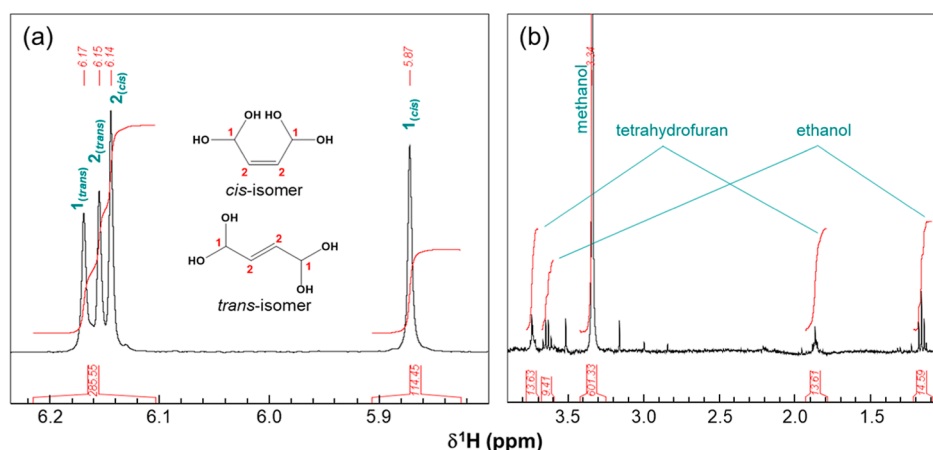 (a)
6.17
6.15
6.14
5.87
1(trans)
2(trans)
2(cis)
1(cis)
OH HO
1 1
HO OH
2 2
cis-isomer
OH
1 2
HO OH
2 1
OH
trans-isomer
285.55
114.45
6.2 6.1 6.0 5.9
(b)
3.34
methanol
tetrahydrofuran
ethanol
13.63
9.41
601.33
13.61
14.59
3.5 3.0 2.5 2.0 1.5
δ¹H (ppm)